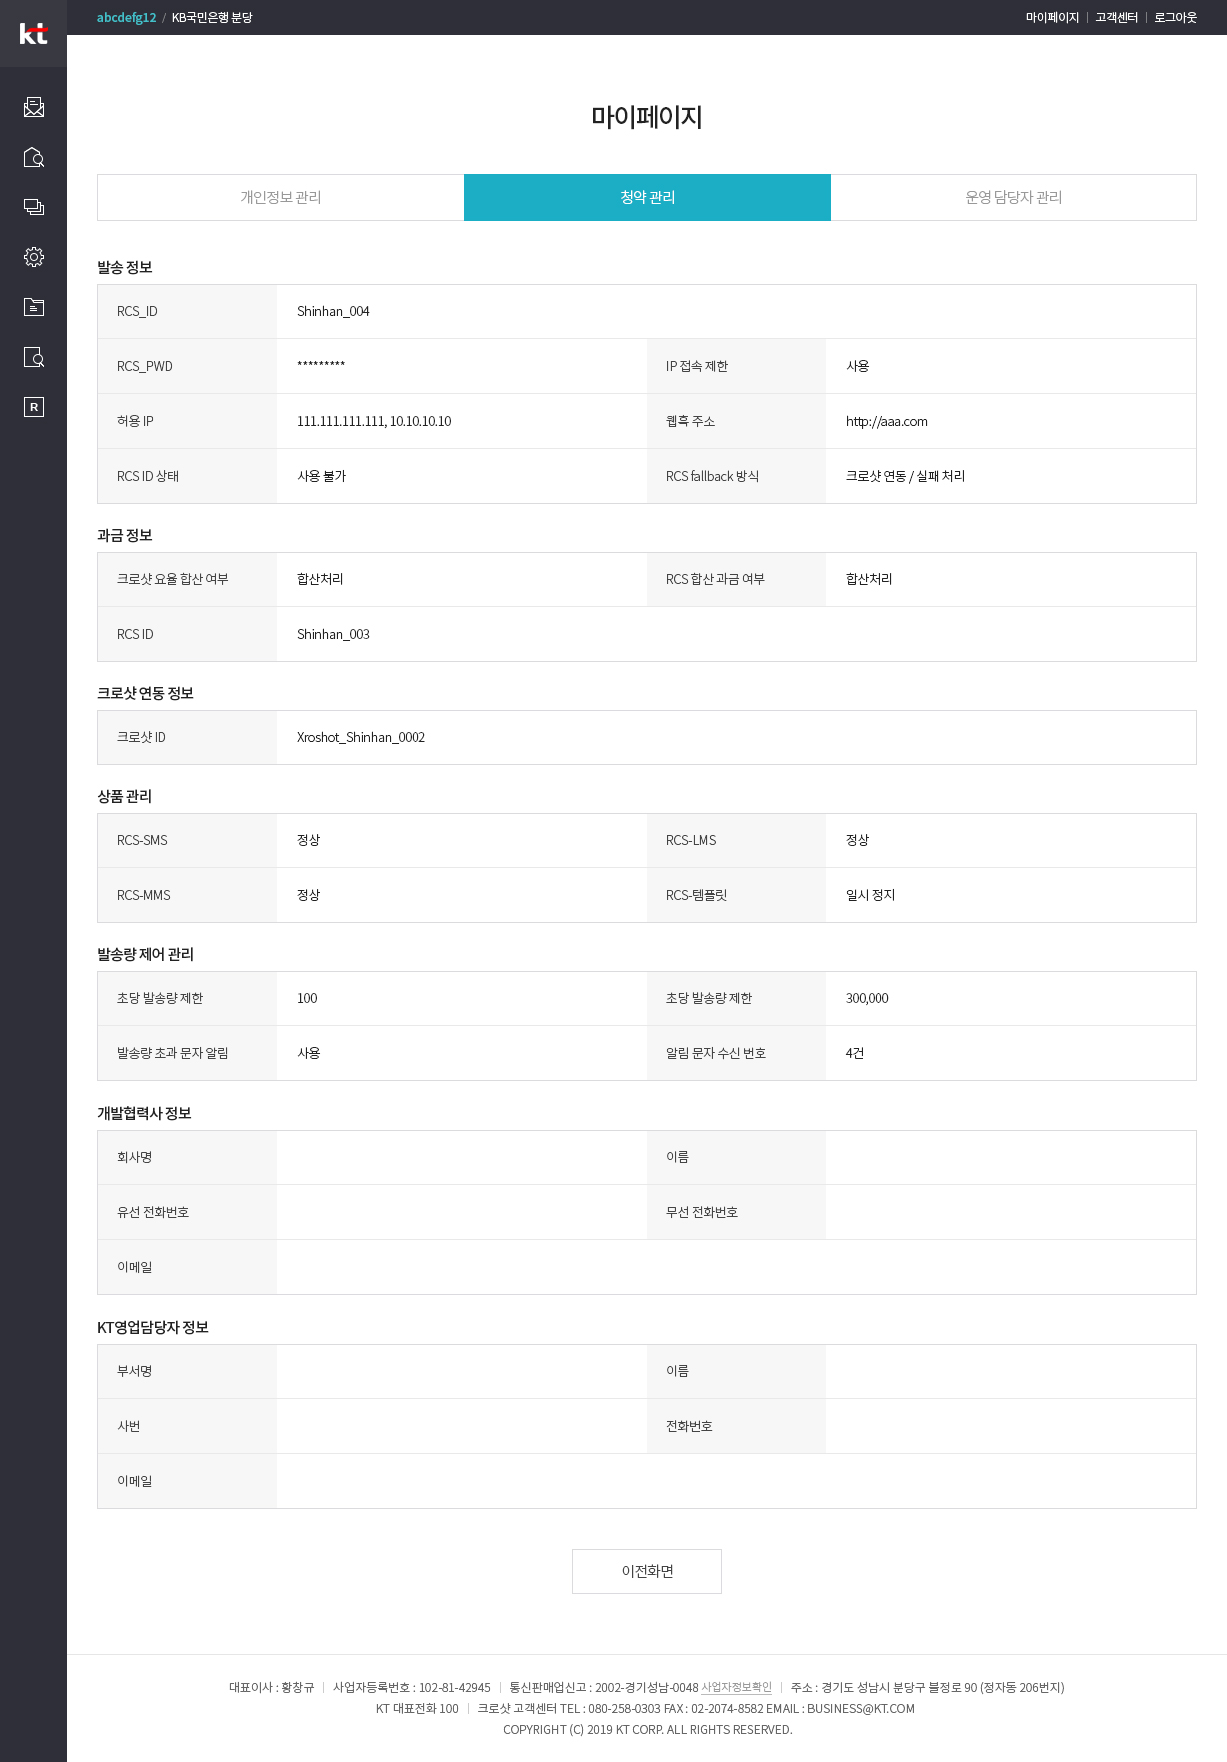 kt
abcdefg12 / KB국민은행 분당
마이페이지 | 고객센터 | 로그아웃
마이페이지
개인정보 관리 청약 관리 운영 담당자 관리
발송 정보
RCS_ID Shinhan_004
RCS_PWD ********* IP 접속 제한 사용
허용 IP 111.111.111.111, 10.10.10.10 웹훅 주소 http://aaa.com
RCS ID 상태 사용 불가 RCS fallback 방식 크로샷 연동 / 실패 처리
R
과금 정보
크로샷 요율 합산 여부 합산처리 RCS 합산 과금 여부 합산처리
RCS ID Shinhan_003
크로샷 연동 정보
크로샷 ID Xroshot_Shinhan_0002
상품 관리
RCS-SMS 정상 RCS-LMS 정상
RCS-MMS 정상 RCS-템플릿 일시 정지
발송량 제어 관리
초당 발송량 제한 100 초당 발송량 제한 300,000
발송량 초과 문자 알림 사용 알림 문자 수신 번호 4건
개발협력사 정보
회사명 이름
유선 전화번호 무선 전화번호
이메일
KT영업담당자 정보
부서명 이름
사번 전화번호
이메일
이전화면
대표이사 : 황창규 | 사업자등록번호 : 102-81-42945 | 통신판매업신고 : 2002-경기성남-0048 사업자정보확인 | 주소 : 경기도 성남시 분당구 불정로 90 (정자동 206번지)
KT 대표전화 100 | 크로샷 고객센터 TEL : 080-258-0303 FAX : 02-2074-8582 EMAIL : BUSINESS@KT.COM
COPYRIGHT (C) 2019 KT CORP. ALL RIGHTS RESERVED.